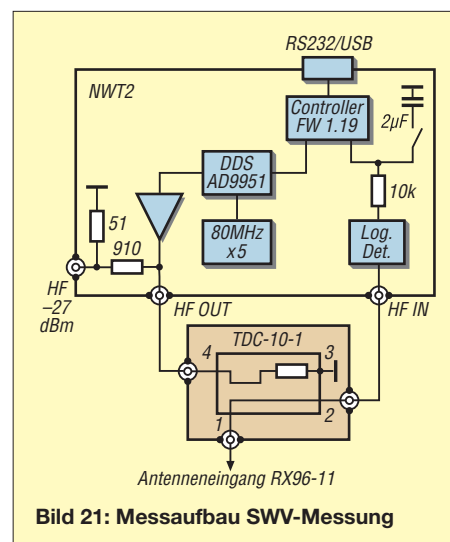 RS232/USB
NWT2
Controller
FW 1.19
2µF
DDS
AD9951
10k
51
910
80MHz
x5
Log.
Det.
HF
–27
dBm
HF OUT
HF IN
TDC-10-1
4
3
1
2
Antenneneingang RX96-11
Bild 21: Messaufbau SWV-Messung